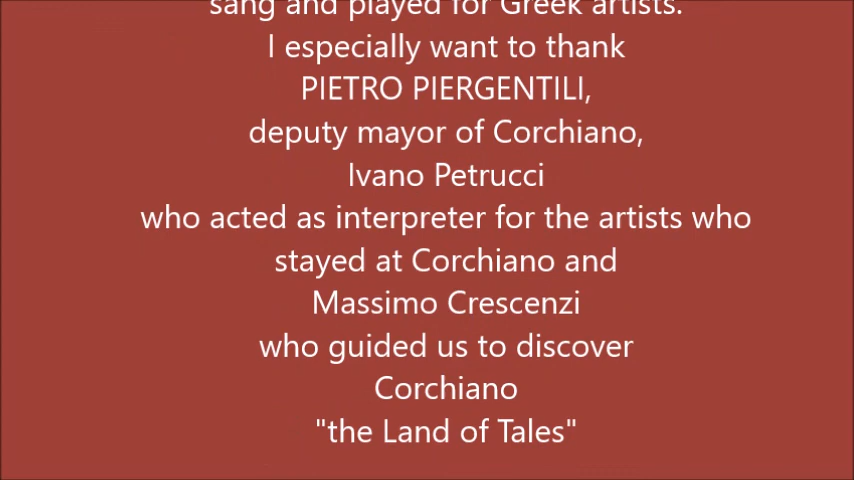 sang and played for Greek artists.
I especially want to thank
PIETRO PIERGENTILI,
deputy mayor of Corchiano,
Ivano Petrucci
who acted as interpreter for the artists who
stayed at Corchiano and
Massimo Crescenzi
who guided us to discover
Corchiano
"the Land of Tales"